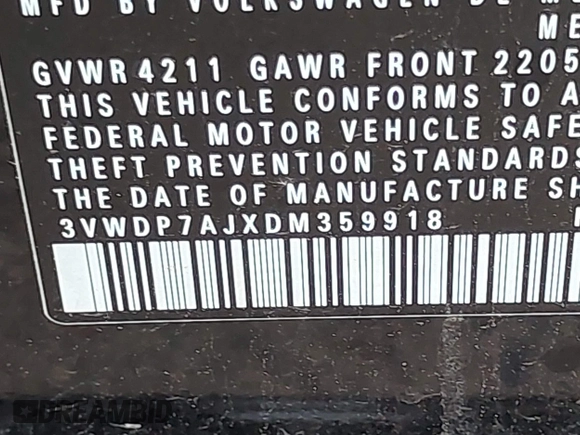 MFD BY VOLKSWAGEN DE M
ME
GVWR 4211 GAWR FRONT 2205
THIS VEHICLE CONFORMS TO A
FEDERAL MOTOR VEHICLE SAFE
THEFT PREVENTION STANDARDS
THE DATE OF MANUFACTURE SH
3VWDP7AJXDM359918
DREAMBID